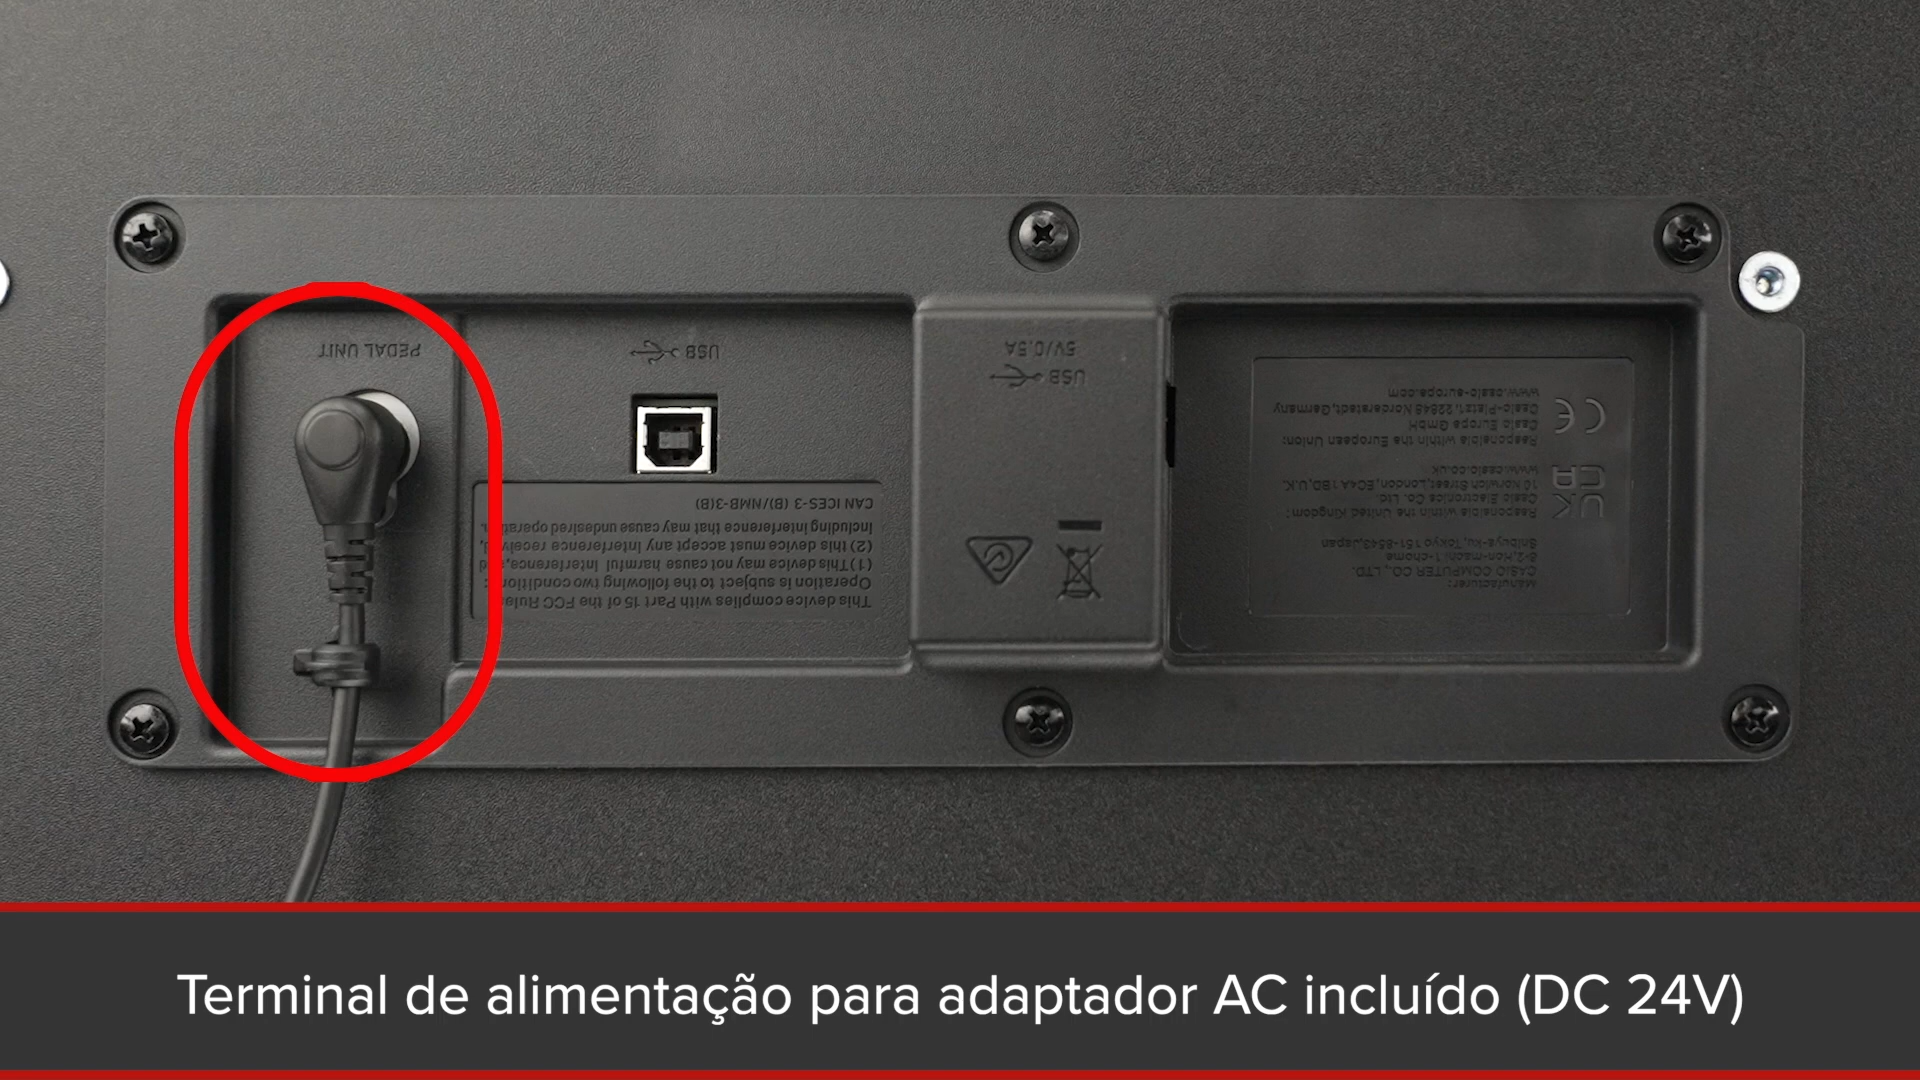 PEDAL UNIT
USB
5V/0.5A
USB
CAN ICES-3 (B)/NMB-3(B)
This device complies with Part 15 of the FCC Rules
Operation is subject to the following two conditions:
(1) This device may not cause harmful interference, and
(2) this device must accept any interference received,
including interference that may cause undesired operation.
Manufacturer:
CASIO COMPUTER CO., LTD.
6-2, Hon-machi 1-chome
Shibuya-ku, Tokyo 151-8543, Japan
UK
CA
Responsible within the United Kingdom:
Casio Electronics Co. Ltd.
10 Norwich Street, London, EC4A 1BD, U.K.
www.casio.co.uk
CE
Responsible within the European Union:
Casio Europe GmbH
Casio-Platz 1, 22848 Norderstedt, Germany
www.casio-europe.com
Terminal de alimentação para adaptador AC incluído (DC 24V)